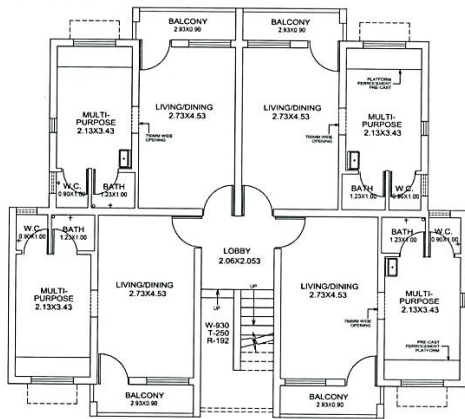 BALCONY
2.93X0.90
BALCONY
2.93X0.90
MULTI-
PURPOSE
2.13X3.43
LIVING/DINING
2.73X4.53
750MM WIDE
OPENING
LIVING/DINING
2.73X4.53
750MM WIDE
OPENING
PLATFORM
FERROCEMENT
PRE-CAST
MULTI-
PURPOSE
2.13X3.43
W.C.
0.90X1.00
BATH
1.23X1.00
BATH
1.23X1.00
W.C.
0.90X1.00
W.C.
0.90X1.00
BATH
1.23X1.00
LOBBY
2.06X2.053
BATH
1.23X1.00
W.C.
0.90X1.00
MULTI-
PURPOSE
2.13X3.43
LIVING/DINING
2.73X4.53
UP
UP
W-930
T-250
R-192
LIVING/DINING
2.73X4.53
750MM WIDE
OPENING
MULTI-
PURPOSE
2.13X3.43
PRE-CAST
FERROCEMENT
PLATFORM
BALCONY
2.93X0.90
BALCONY
2.93X0.90